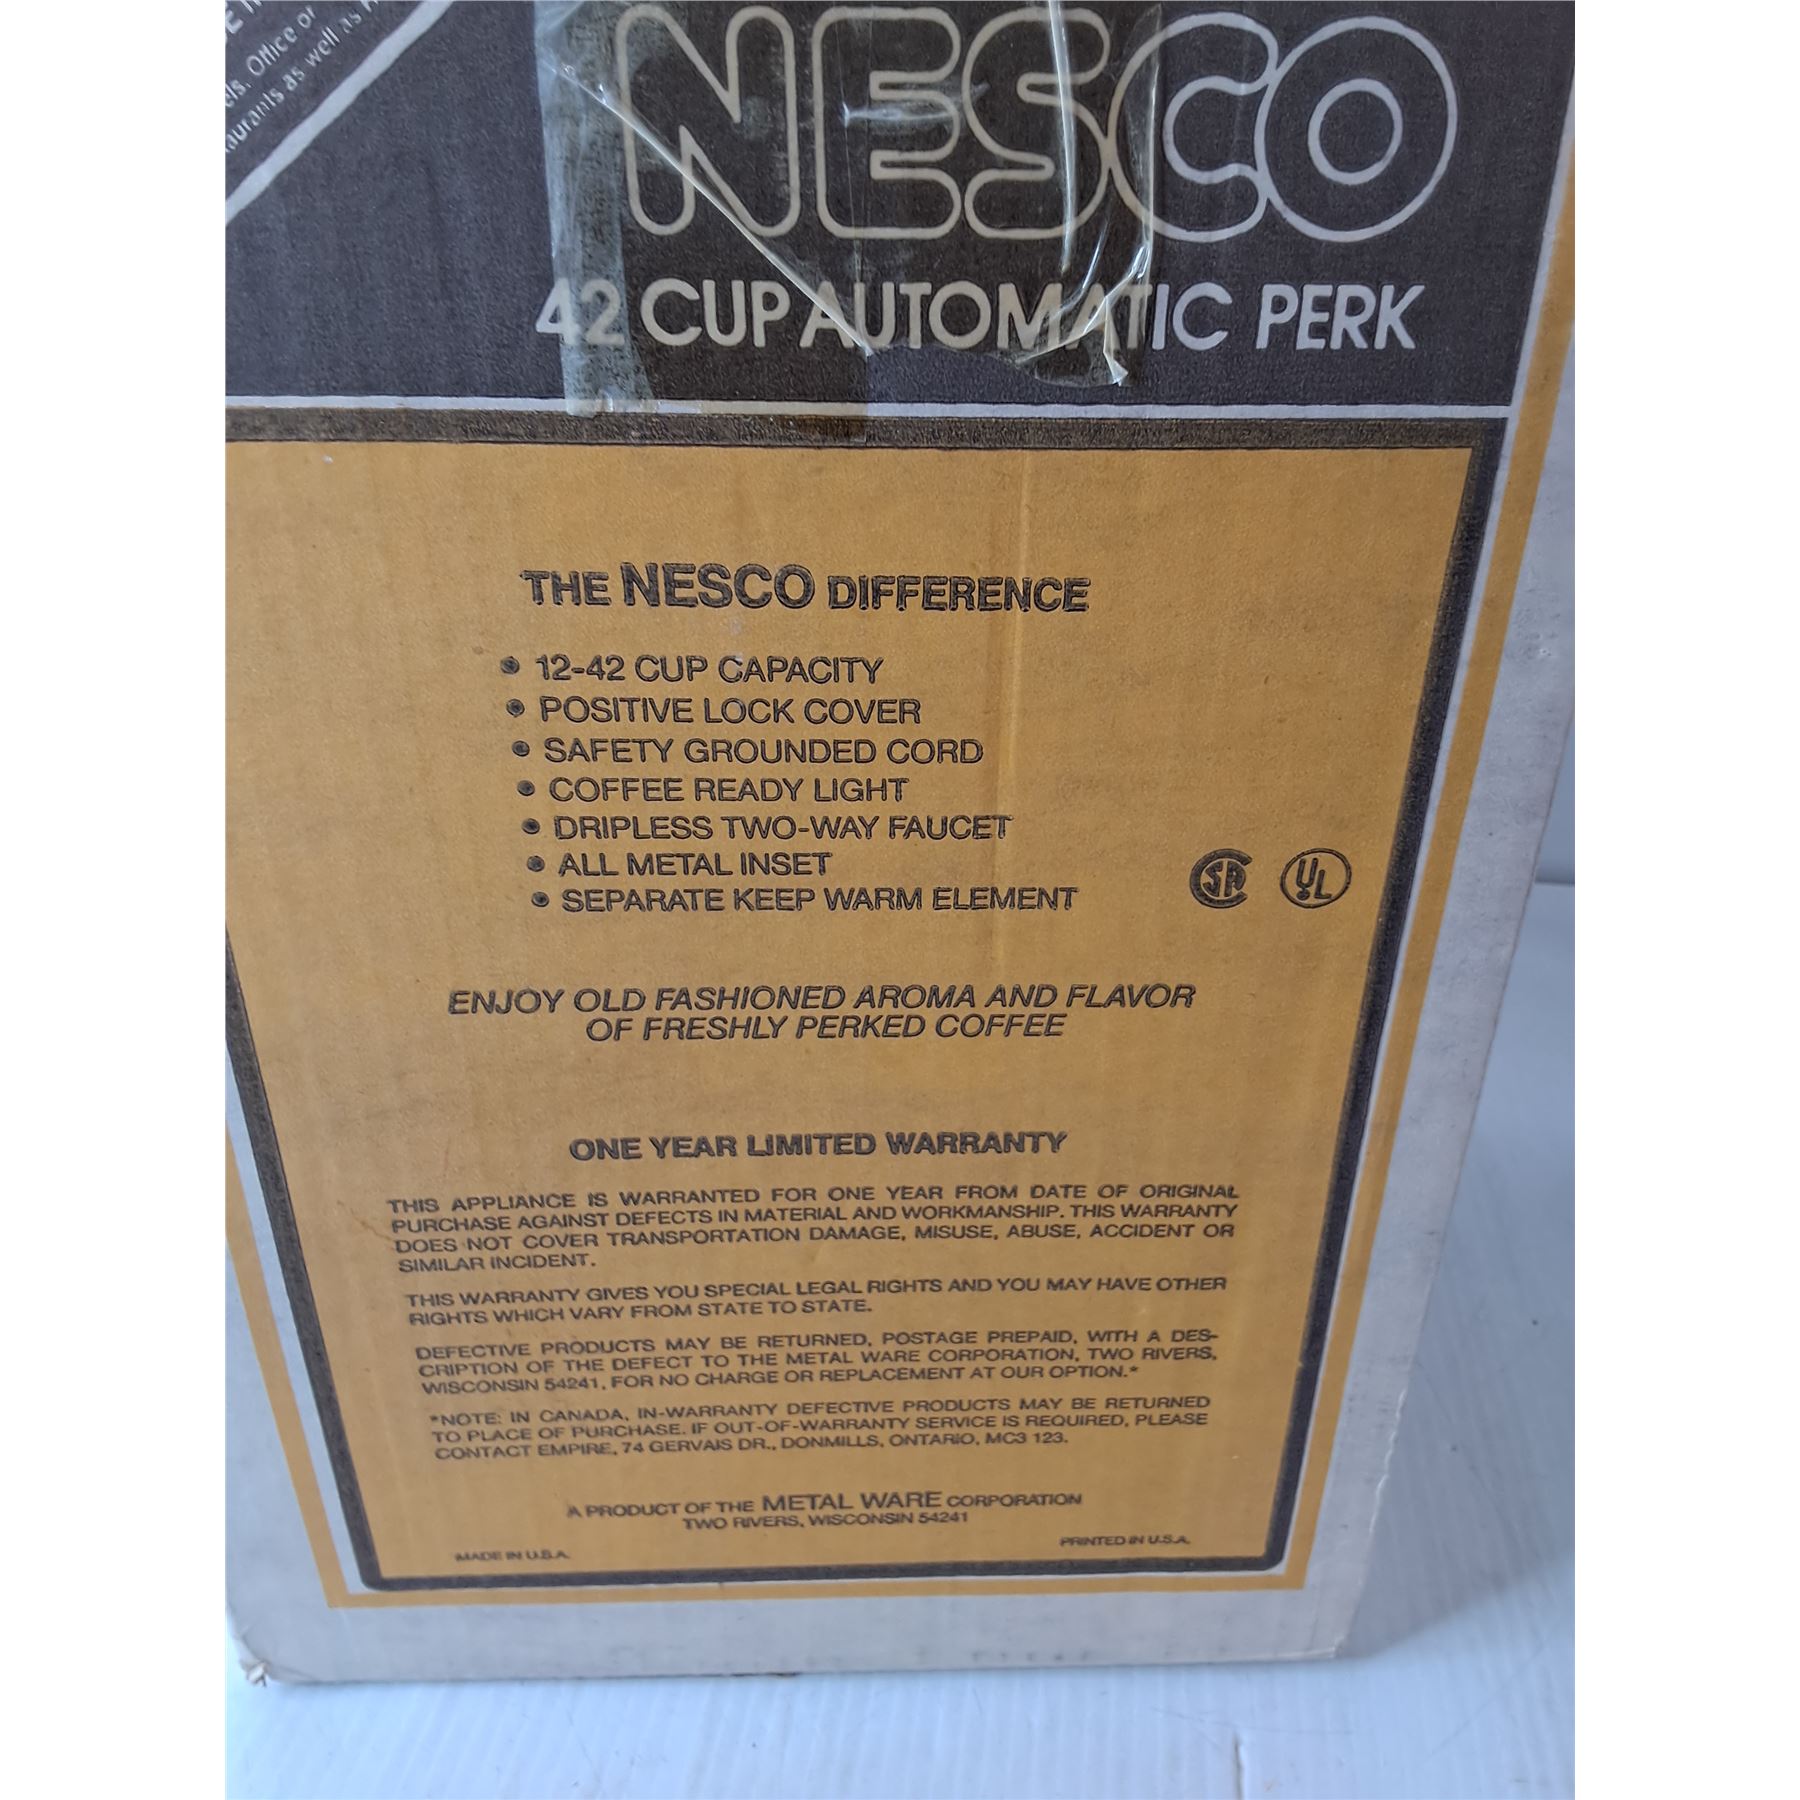 Office or
as well as
NESCO
42 CUP AUTOMATIC PERK
THE NESCO DIFFERENCE
• 12-42 CUP CAPACITY
• POSITIVE LOCK COVER
• SAFETY GROUNDED CORD
• COFFEE READY LIGHT
• DRIPLESS TWO-WAY FAUCET
• ALL METAL INSET
• SEPARATE KEEP WARM ELEMENT
SA UL
ENJOY OLD FASHIONED AROMA AND FLAVOR
OF FRESHLY PERKED COFFEE
ONE YEAR LIMITED WARRANTY
THIS APPLIANCE IS WARRANTED FOR ONE YEAR FROM DATE OF ORIGINAL
PURCHASE AGAINST DEFECTS IN MATERIAL AND WORKMANSHIP. THIS WARRANTY
DOES NOT COVER TRANSPORTATION DAMAGE, MISUSE, ABUSE, ACCIDENT OR
SIMILAR INCIDENT.
THIS WARRANTY GIVES YOU SPECIAL LEGAL RIGHTS AND YOU MAY HAVE OTHER
RIGHTS WHICH VARY FROM STATE TO STATE.
DEFECTIVE PRODUCTS MAY BE RETURNED, POSTAGE PREPAID, WITH A DES-
CRIPTION OF THE DEFECT TO THE METAL WARE CORPORATION, TWO RIVERS,
WISCONSIN 54241, FOR NO CHARGE OR REPLACEMENT AT OUR OPTION.*
*NOTE: IN CANADA, IN-WARRANTY DEFECTIVE PRODUCTS MAY BE RETURNED
TO PLACE OF PURCHASE. IF OUT-OF-WARRANTY SERVICE IS REQUIRED, PLEASE
CONTACT EMPIRE, 74 GERVAIS DR., DONMILLS, ONTARIO, MC3 123.
A PRODUCT OF THE METAL WARE CORPORATION
TWO RIVERS, WISCONSIN 54241
MADE IN U.S.A.
PRINTED IN U.S.A.